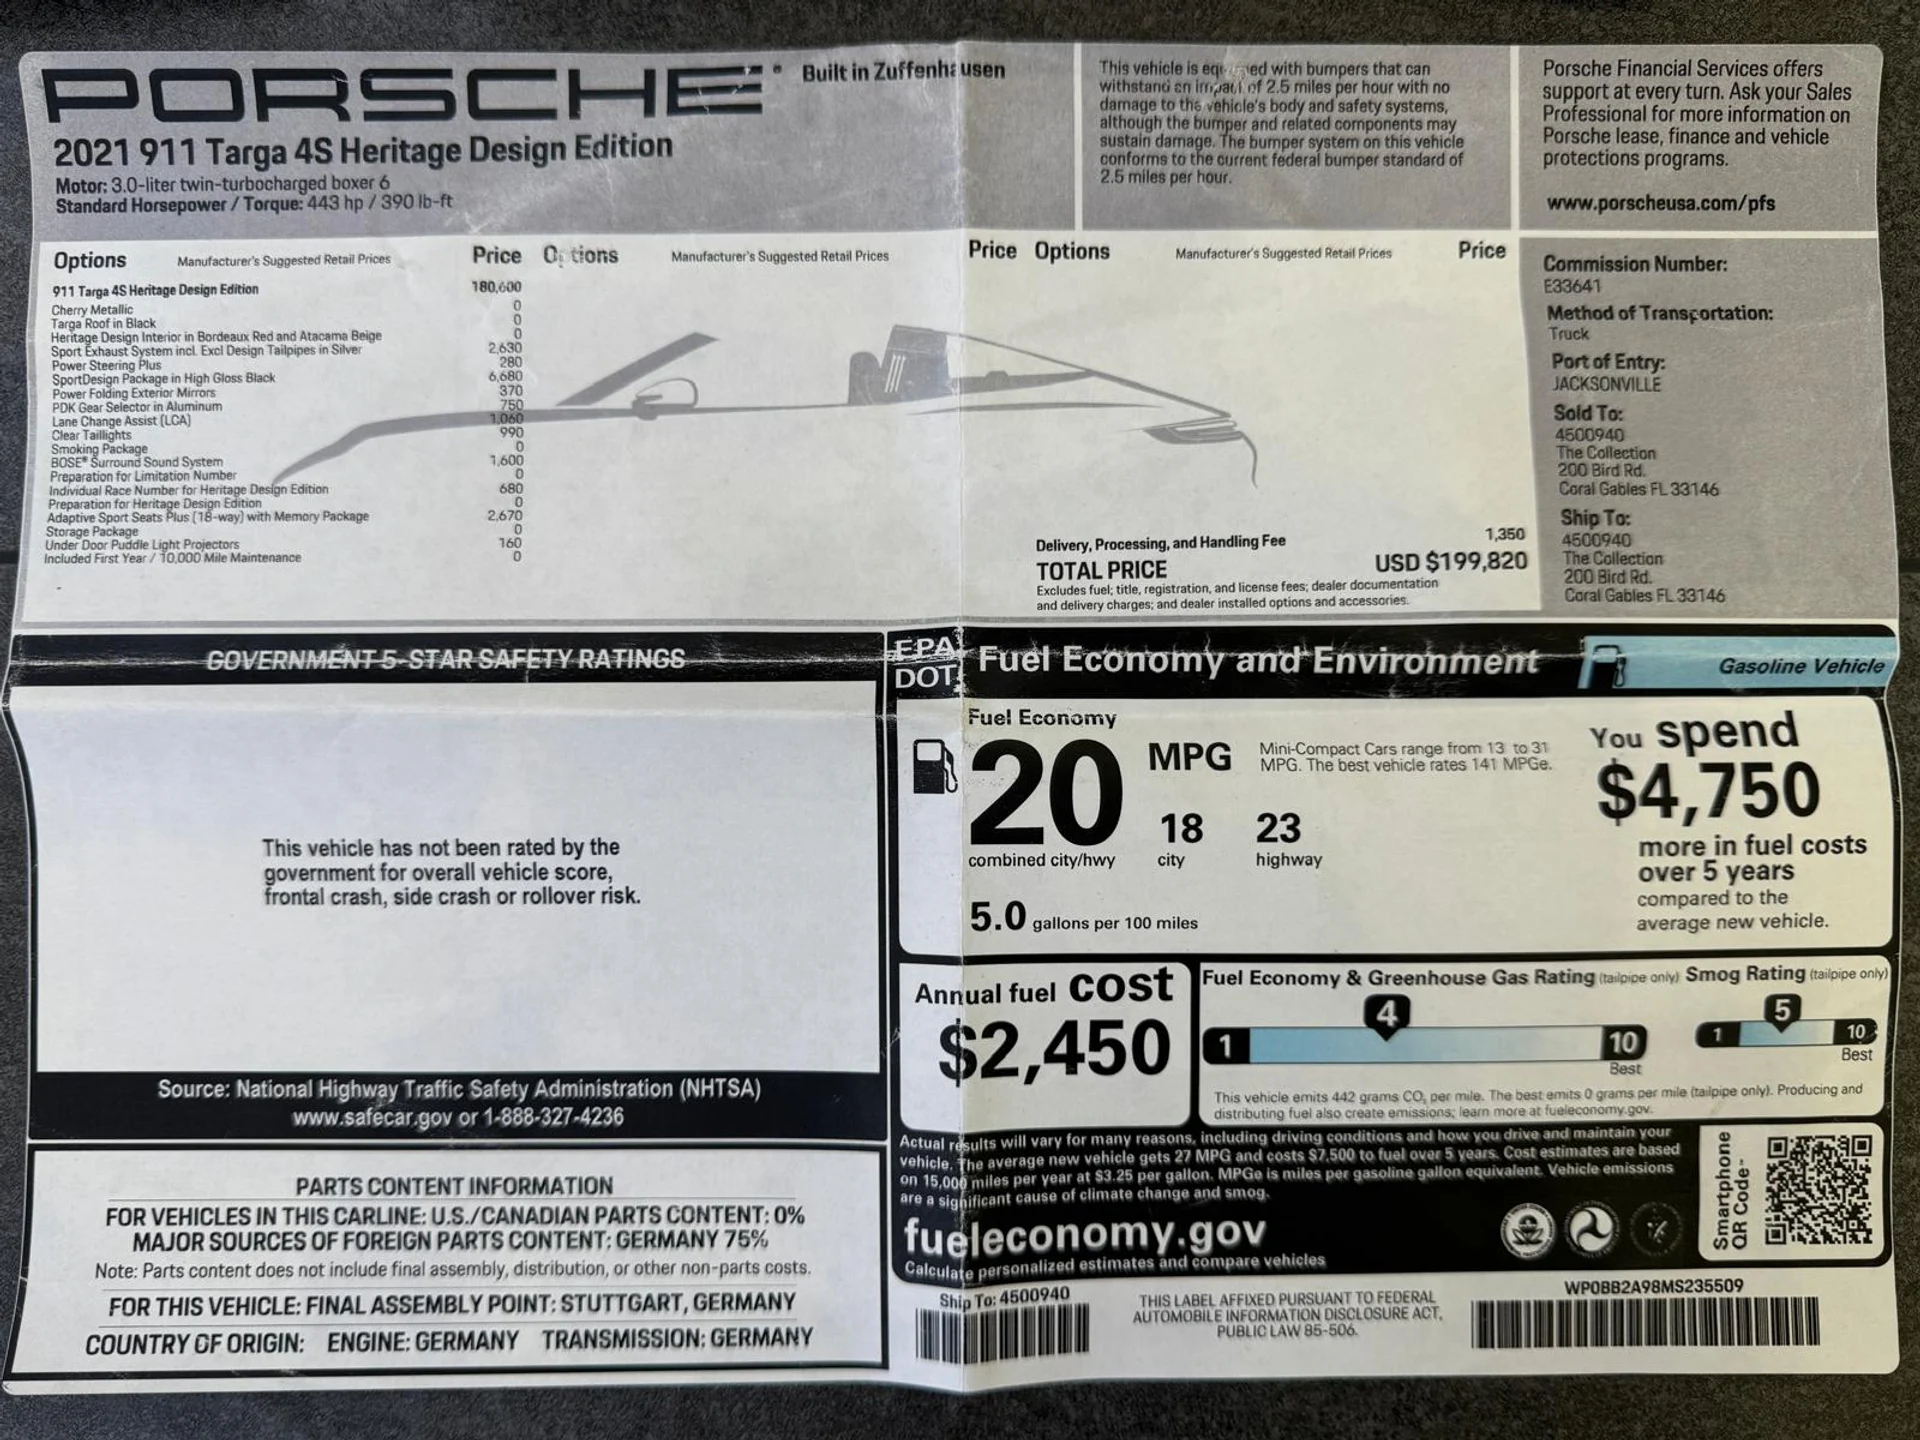 PORSCHE®
Built in Zuffenhausen
2021 911 Targa 4S Heritage Design Edition
Motor: 3.0-liter twin-turbocharged boxer 6
Standard Horsepower / Torque: 443 hp / 390 lb-ft
This vehicle is equipped with bumpers that can
withstand an impact of 2.5 miles per hour with no
damage to the vehicle's body and safety systems,
although the bumper and related components may
sustain damage. The bumper system on this vehicle
conforms to the current federal bumper standard of
2.5 miles per hour.
Porsche Financial Services offers
support at every turn. Ask your Sales
Professional for more information on
Porsche lease, finance and vehicle
protections programs.
www.porscheusa.com/pfs
Options Manufacturer's Suggested Retail Prices Price Options Manufacturer's Suggested Retail Prices Price Options Manufacturer's Suggested Retail Prices Price
911 Targa 4S Heritage Design Edition 180,600
Cherry Metallic 0
Targa Roof in Black 0
Heritage Design Interior in Bordeaux Red and Atacama Beige 0
Sport Exhaust System incl. Excl Design Tailpipes in Silver 2,630
Power Steering Plus 280
SportDesign Package in High Gloss Black 6,680
Power Folding Exterior Mirrors 370
PDK Gear Selector in Aluminum 750
Lane Change Assist (LCA) 1,060
Clear Taillights 990
Smoking Package 0
BOSE® Surround Sound System 1,600
Preparation for Limitation Number 0
Individual Race Number for Heritage Design Edition 680
Preparation for Heritage Design Edition 0
Adaptive Sport Seats Plus (18-way) with Memory Package 2,670
Storage Package 0
Under Door Puddle Light Projectors 160
Included First Year / 10,000 Mile Maintenance 0
Delivery, Processing, and Handling Fee 1,350
TOTAL PRICE USD $199,820
Excludes fuel; title, registration, and license fees; dealer documentation
and delivery charges; and dealer installed options and accessories.
Commission Number:
E33641
Method of Transportation:
Truck
Port of Entry:
JACKSONVILLE
Sold To:
4500940
The Collection
200 Bird Rd.
Coral Gables FL 33146
Ship To:
4500940
The Collection
200 Bird Rd.
Coral Gables FL 33146
GOVERNMENT 5-STAR SAFETY RATINGS
This vehicle has not been rated by the
government for overall vehicle score,
frontal crash, side crash or rollover risk.
Source: National Highway Traffic Safety Administration (NHTSA)
www.safecar.gov or 1-888-327-4236
PARTS CONTENT INFORMATION
FOR VEHICLES IN THIS CARLINE: U.S./CANADIAN PARTS CONTENT: 0%
MAJOR SOURCES OF FOREIGN PARTS CONTENT: GERMANY 75%
Note: Parts content does not include final assembly, distribution, or other non-parts costs.
FOR THIS VEHICLE: FINAL ASSEMBLY POINT: STUTTGART, GERMANY
COUNTRY OF ORIGIN: ENGINE: GERMANY TRANSMISSION: GERMANY
EPA
DOT
Fuel Economy and Environment
Gasoline Vehicle
Fuel Economy
20 MPG
combined city/hwy
18
city
23
highway
Mini-Compact Cars range from 13 to 31
MPG. The best vehicle rates 141 MPGe.
5.0 gallons per 100 miles
You spend
$4,750
more in fuel costs
over 5 years
compared to the
average new vehicle.
Annual fuel cost
$2,450
Fuel Economy & Greenhouse Gas Rating (tailpipe only)
4
1 10
Best
Smog Rating (tailpipe only)
5
1 10
Best
This vehicle emits 442 grams CO₂ per mile. The best emits 0 grams per mile (tailpipe only). Producing and
distributing fuel also create emissions; learn more at fueleconomy.gov.
Actual results will vary for many reasons, including driving conditions and how you drive and maintain your
vehicle. The average new vehicle gets 27 MPG and costs $7,500 to fuel over 5 years. Cost estimates are based
on 15,000 miles per year at $3.25 per gallon. MPGe is miles per gasoline gallon equivalent. Vehicle emissions
are a significant cause of climate change and smog.
fueleconomy.gov
Calculate personalized estimates and compare vehicles
Smartphone
QR Code™
Ship To: 4500940
THIS LABEL AFFIXED PURSUANT TO FEDERAL
AUTOMOBILE INFORMATION DISCLOSURE ACT,
PUBLIC LAW 85-506.
WP0BB2A98MS235509